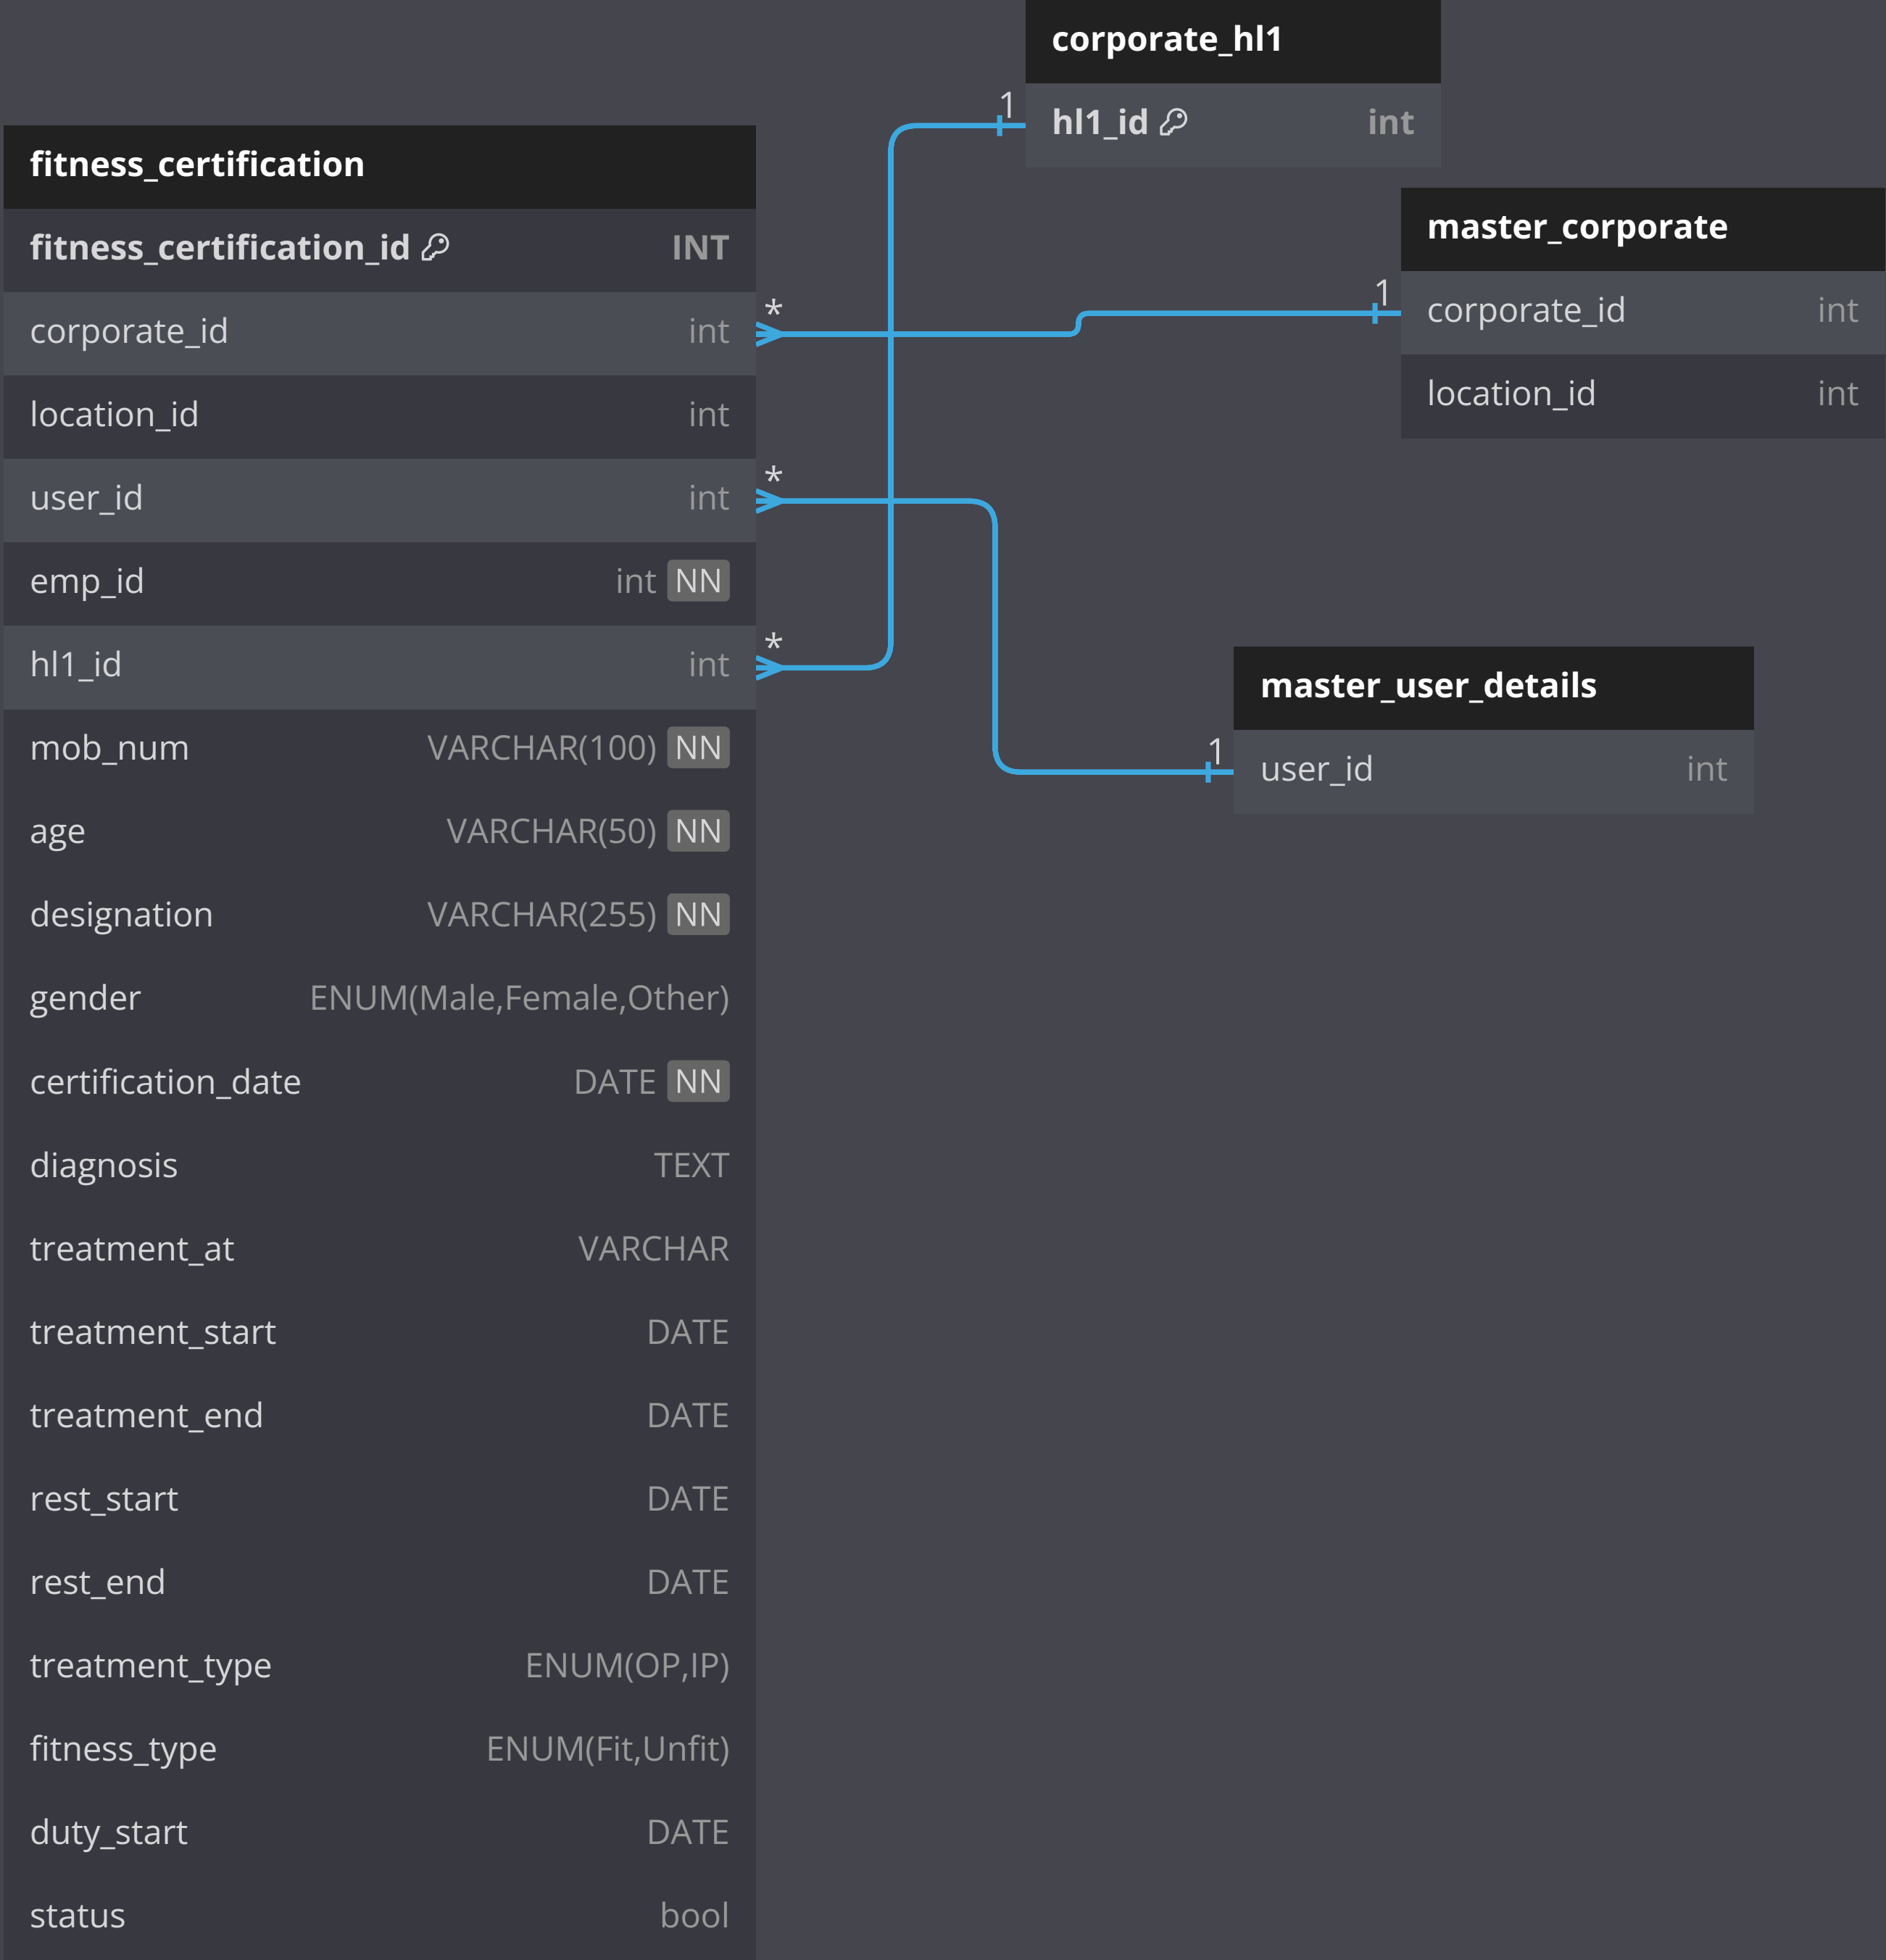 corporate_hl1
1
hl1_id int
fitness_certification
fitness_certification_id INT
master_corporate
* 1
corporate_id int
corporate_id int
location_id int
location_id int
*
user_id int
emp_id int NN
*
hl1_id int
master_user_details
1
user_id int
mob_num VARCHAR(100) NN
age VARCHAR(50) NN
designation VARCHAR(255) NN
gender ENUM(Male,Female,Other)
certification_date DATE NN
diagnosis TEXT
treatment_at VARCHAR
treatment_start DATE
treatment_end DATE
rest_start DATE
rest_end DATE
treatment_type ENUM(OP,IP)
fitness_type ENUM(Fit,Unfit)
duty_start DATE
status bool